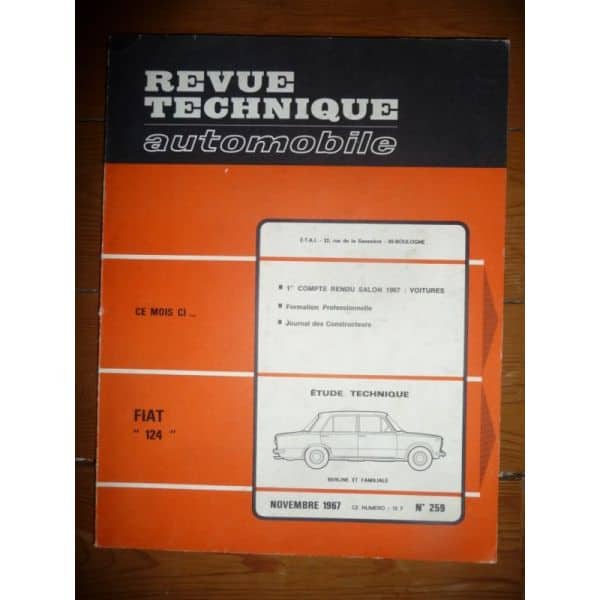 REVUE
TECHNIQUE
automobile
E.T.A.I. - 22, rue de la Saussière - 92-BOULOGNE
CE MOIS CI ...
1er COMPTE RENDU SALON 1967 : VOITURES
Formation Professionnelle
Journal des Constructeurs
FIAT
" 124 "
ÉTUDE TECHNIQUE
BERLINE ET FAMILIALE
NOVEMBRE 1967 CE NUMERO : 12 F N° 259